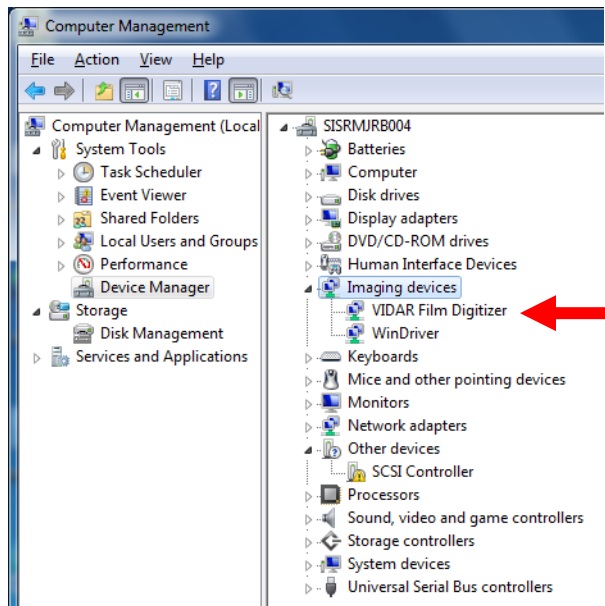 Computer Management
File Action View Help
Computer Management (Local
System Tools
Task Scheduler
Event Viewer
Shared Folders
Local Users and Groups
Performance
Device Manager
Storage
Disk Management
Services and Applications
SISRMJRB004
Batteries
Computer
Disk drives
Display adapters
DVD/CD-ROM drives
Human Interface Devices
Imaging devices
VIDAR Film Digitizer
WinDriver
Keyboards
Mice and other pointing devices
Monitors
Network adapters
Other devices
SCSI Controller
Processors
Sound, video and game controllers
Storage controllers
System devices
Universal Serial Bus controllers